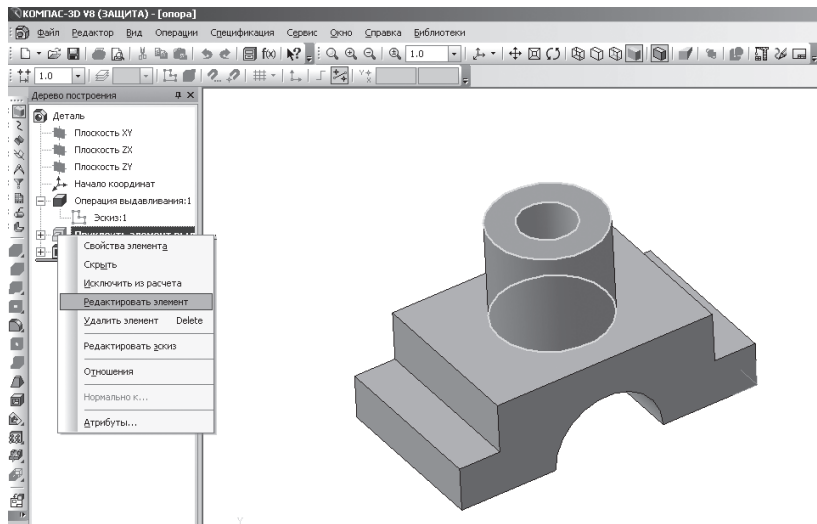 КОМПАС-3D V8 (ЗАЩИТА) - [опора]
Файл Редактор Вид Операции Спецификация Сервис Окно Справка Библиотеки
f(x) 1.0
1.0
Дерево построения
Деталь
Плоскость XY
Плоскость ZX
Плоскость ZY
Начало координат
Операция выдавливания:1
Эскиз:1
Свойства элемента
Скрыть
Исключить из расчета
Редактировать элемент
Удалить элемент Delete
Редактировать эскиз
Отношения
Нормально к...
Атрибуты...
Y